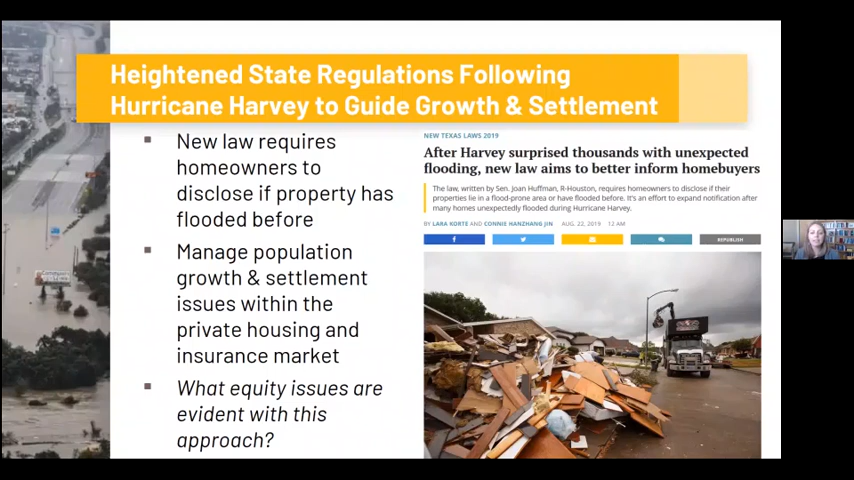 Heightened State Regulations Following
Hurricane Harvey to Guide Growth & Settlement
New law requires
homeowners to
disclose if property has
flooded before
Manage population
growth & settlement
issues within the
private housing and
insurance market
What equity issues are
evident with this
approach?
NEW TEXAS LAWS 2019
After Harvey surprised thousands with unexpected
flooding, new law aims to better inform homebuyers
The law, written by Sen. Joan Huffman, R-Houston, requires homeowners to disclose if their
properties lie in a flood-prone area or have flooded before. It's an effort to expand notification after
many homes unexpectedly flooded during Hurricane Harvey.
BY LARA KORTE AND CONNIE HANZHANG JIN AUG. 22, 2019 12 AM
REPUBLISH